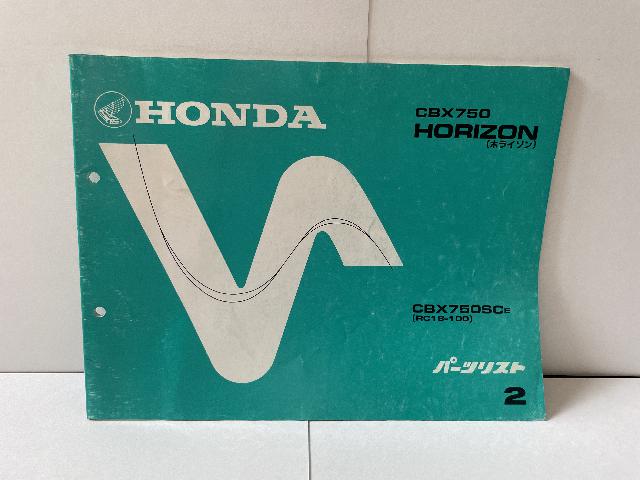 HONDA
CBX750
HORIZON
(ホライゾン)
CBX750SCE
(RC18-100)
パーツリスト
2